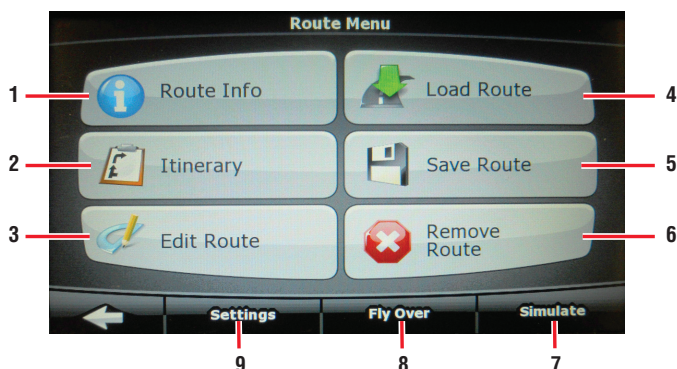 Route Menu
1 Route Info Load Route 4
2 Itinerary Save Route 5
3 Edit Route Remove Route 6
Settings Fly Over Simulate
9 8 7